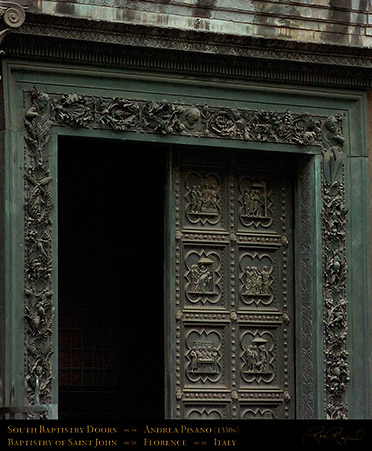 South Baptistry Doors ∞∞ Andrea Pisano (1330s)
Baptistry of Saint John ∞∞ Florence ∞∞ Italy